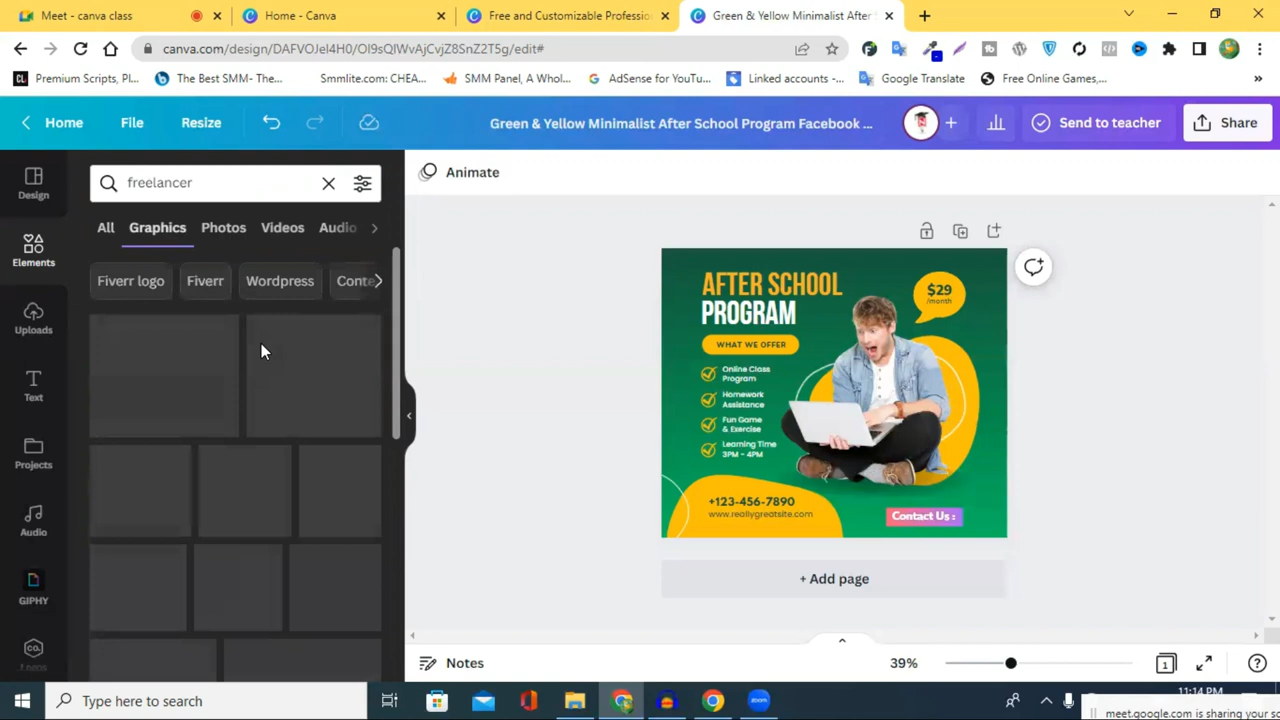 Meet - canva class
Home - Canva
Free and Customizable Professio
Green & Yellow Minimalist After
canva.com/design/DAFVOJel4H0/OI9sQIWvAjCvjZ8SnZ2T5g/edit#
Premium Scripts, Pl...
The Best SMM- The...
Smmlite.com: CHEA...
SMM Panel, A Whol...
AdSense for YouTu...
Linked accounts -...
Google Translate
Free Online Games,...
Home
File
Resize
Green & Yellow Minimalist After School Program Facebook ...
Send to teacher
Share
Design
Elements
Uploads
Text
Projects
Audio
GIPHY
co.
freelancer
All
Graphics
Photos
Videos
Audio
Fiverr logo
Fiverr
Wordpress
Conte
Animate
AFTER SCHOOL
PROGRAM
$29
/month
WHAT WE OFFER
Online Class
Program
Homework
Assistance
Fun Game
& Exercise
Learning Time
3PM - 4PM
+123-456-7890
www.reallygreatsite.com
Contact Us :
+ Add page
Notes
39%
1
Type here to search
11:14 PM
meet.google.com is sharing your sc